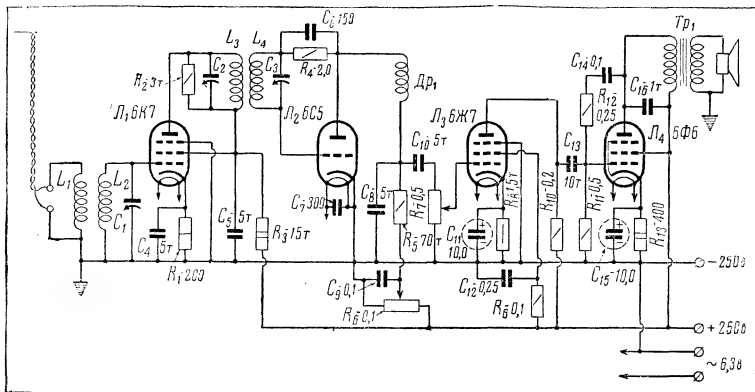 C₆-150
L₃
L₄
C₂
C₃
R₂-3т
R₄-2,0
Л₁ 6К7
Л₂ 6С5
Др₁
Л₃ 6Ж7
Тр₁
C₁₄ 0,1
R₁₂ 0,25
C₁₆-1т
Л₄
6Ф6
L₁
L₂
C₁
C₄ 5т
C₅-5т
R₁-200
R₃-15т
C₇-300
C₈-5т
C₁₀-5т
R₇-0,5
R₅-70т
C₉-0,1
R₆-0,1
C₁₁ 10,0
R₈ 1,5т
C₁₂-0,25
R₆-0,1
R₁₀-0,2
C₁₃ 10т
R₁₁-0,5
C₁₅-10,0
R₁₃-400
−250в
+250в
~6,3в